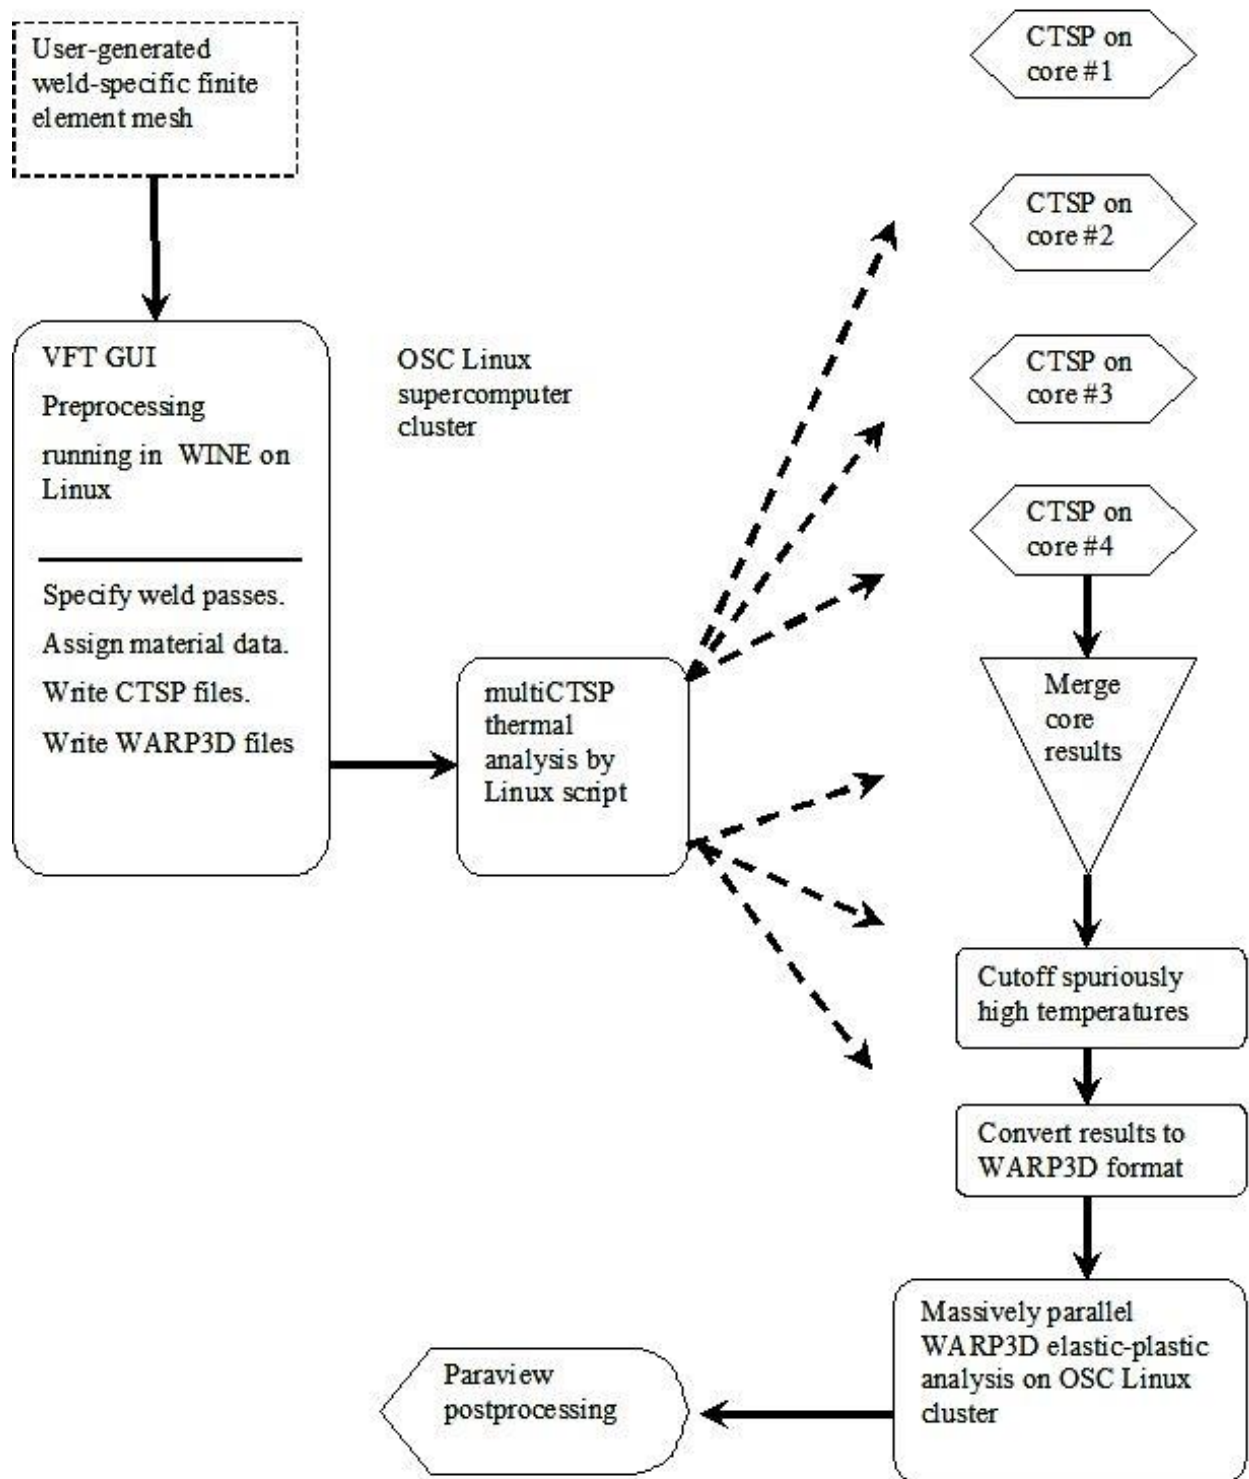 User-generated
weld-specific finite
element mesh
VFT GUI
Preprocessing
running in WINE on
Linux
Specify weld passes.
Assign material data.
Write CTSP files.
Write WARP3D files
OSC Linux
supercomputer
cluster
multiCTSP
thermal
analysis by
Linux script
CTSP on
core #1
CTSP on
core #2
CTSP on
core #3
CTSP on
core #4
Merge
core
results
Cutoff spuriously
high temperatures
Convert results to
WARP3D format
Massively parallel
WARP3D elastic-plastic
analysis on OSC Linux
cluster
Paraview
postprocessing